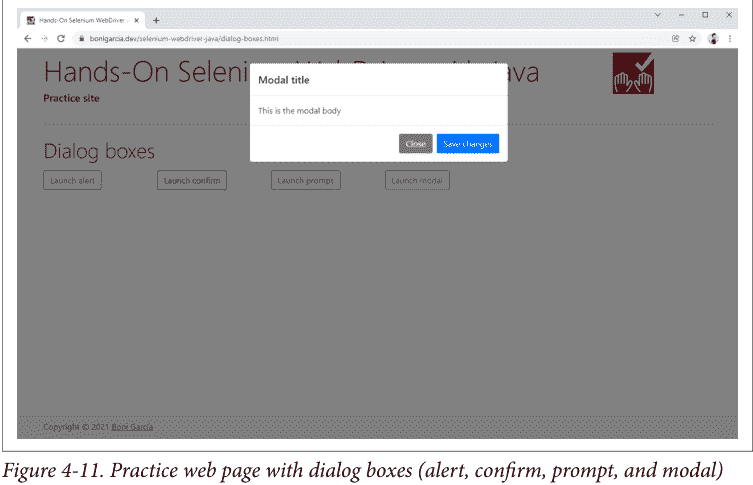 Hands-On Selenium WebDriver
bonigarcia.dev/selenium-webdriver-java/dialog-boxes.html
Hands-On Seleni
ava
Practice site
Modal title
This is the modal body
Close
Save changes
Dialog boxes
Launch alert
Launch confirm
Launch prompt
Launch modal
Copyright © 2021 Boni García
Figure 4-11. Practice web page with dialog boxes (alert, confirm, prompt, and modal)